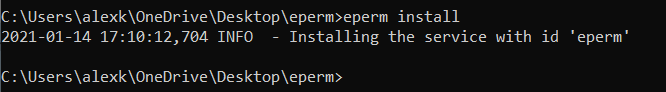 C:\Users\alexk\OneDrive\Desktop\eperm>eperm install
2021-01-14 17:10:12,704 INFO  - Installing the service with id 'eperm'
C:\Users\alexk\OneDrive\Desktop\eperm>